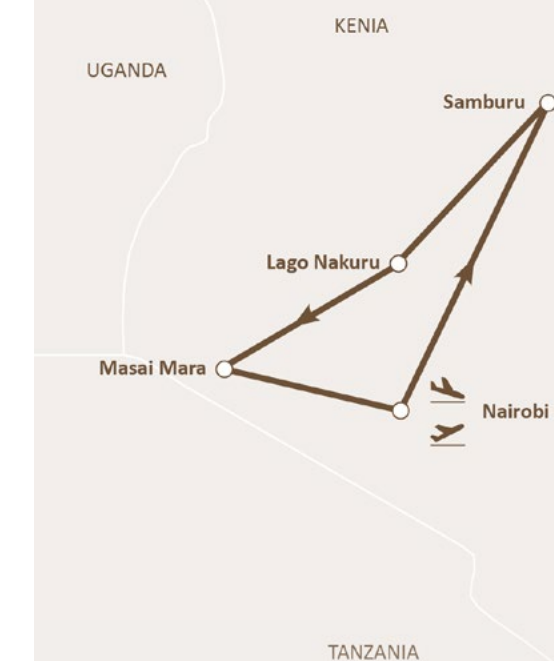 KENIA
UGANDA
Samburu
Lago Nakuru
Masai Mara
Nairobi
TANZANIA